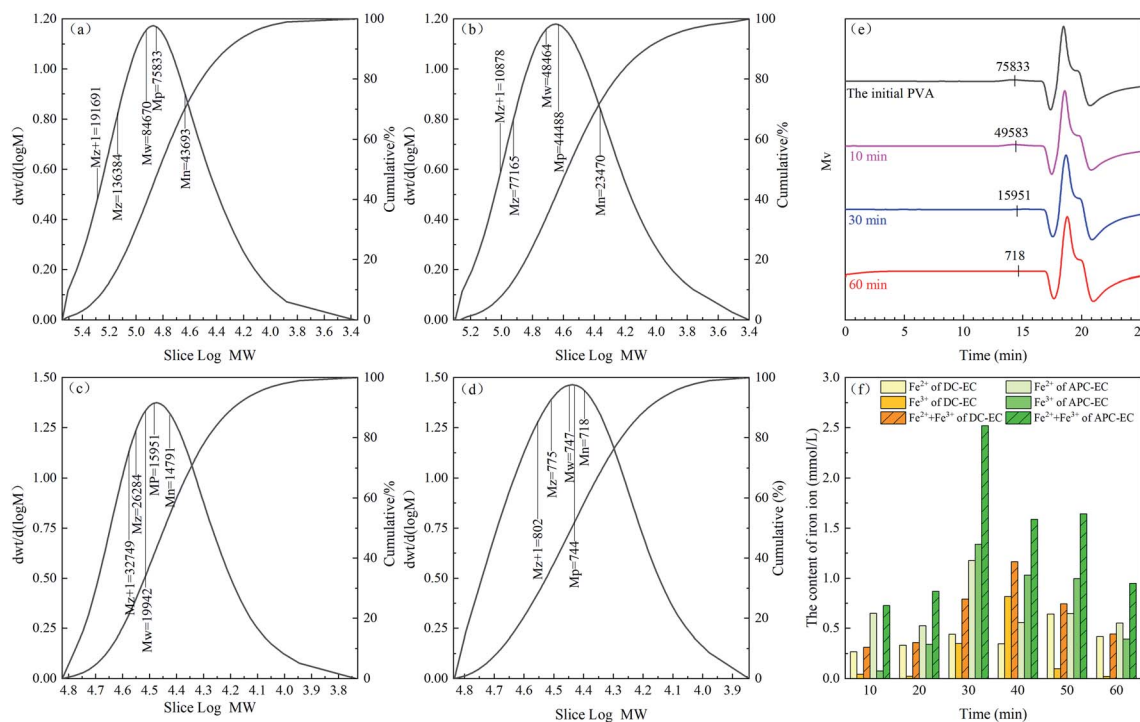 (a)
1.20
1.00
0.80
0.60
0.40
0.20
0.00
dwt/d(logM)
Mz+1=191691
Mz=136384
Mw=84670
Mp=75833
Mn=43693
100
80
60
40
20
0
Cumulative/%
5.4 5.2 5.0 4.8 4.6 4.4 4.2 4.0 3.8 3.6 3.4
Slice Log MW
(b)
1.20
1.00
0.80
0.60
0.40
0.20
0.00
dwt/d(logM)
Mz+1=10878
Mz=77165
Mw=48464
Mp=44488
Mn=23470
100
80
60
40
20
0
Cumulative/%
5.2 5.0 4.8 4.6 4.4 4.2 4.0 3.8 3.6 3.4
Slice Log MW
(e)
75833
The initial PVA
49583
10 min
15951
30 min
718
60 min
Mv
0 5 10 15 20 25
Time (min)
(c)
1.50
1.25
1.00
0.75
0.50
0.25
0.00
dwt/d(logM)
Mz+1=32749
Mz=26284
Mw=19942
MP=15951
Mn=14791
100
80
60
40
20
0
Cumulative/%
4.8 4.7 4.6 4.5 4.4 4.3 4.2 4.1 4.0 3.9 3.8
Slice Log MW
(d)
1.50
1.25
1.00
0.75
0.50
0.25
0.00
dwt/d(logM)
Mz+1=802
Mz=775
Mw=747
Mp=744
Mn=718
100
80
60
40
20
0
Cumulative (%)
4.8 4.7 4.6 4.5 4.4 4.3 4.2 4.1 4.0 3.9
Slice Log MW
(f)
Fe²⁺ of DC-EC
Fe³⁺ of DC-EC
Fe²⁺+Fe³⁺ of DC-EC
Fe²⁺ of APC-EC
Fe³⁺ of APC-EC
Fe²⁺+Fe³⁺ of APC-EC
3.0
2.5
2.0
1.5
1.0
0.5
0.0
The content of iron ion (mmol/L)
10 20 30 40 50 60
Time (min)